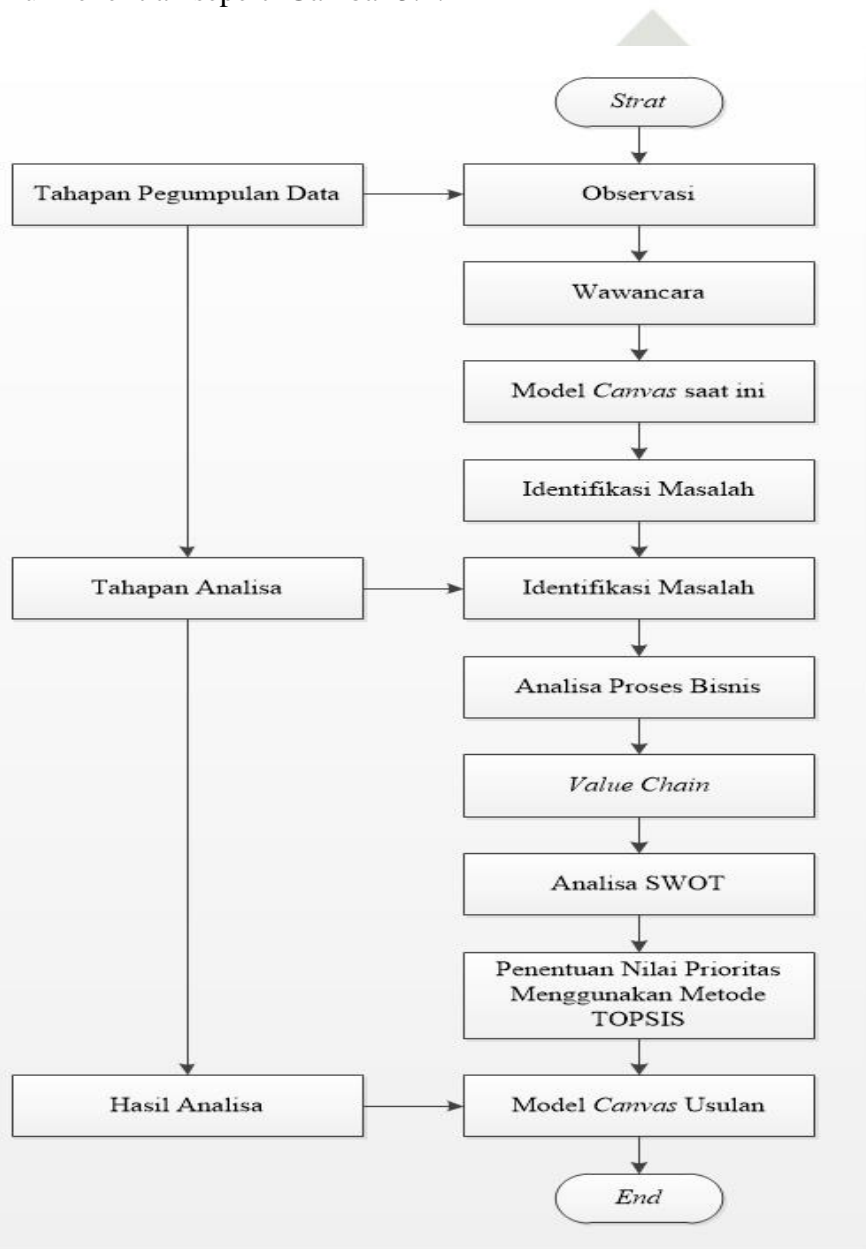 Strat
Tahapan Pegumpulan Data
Observasi
Wawancara
Model Canvas saat ini
Identifikasi Masalah
Tahapan Analisa
Identifikasi Masalah
Analisa Proses Bisnis
Value Chain
Analisa SWOT
Penentuan Nilai Prioritas
Menggunakan Metode
TOPSIS
Hasil Analisa
Model Canvas Usulan
End